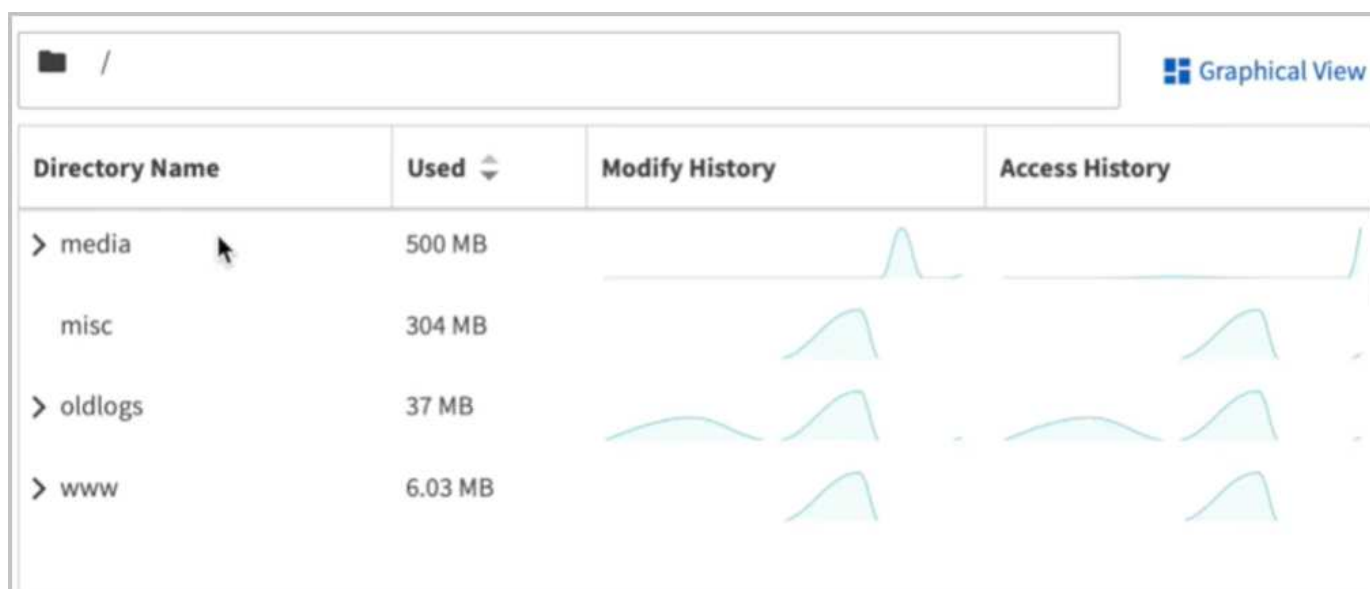 /
Graphical View
Directory Name Used Modify History Access History
media 500 MB
misc 304 MB
oldlogs 37 MB
www 6.03 MB